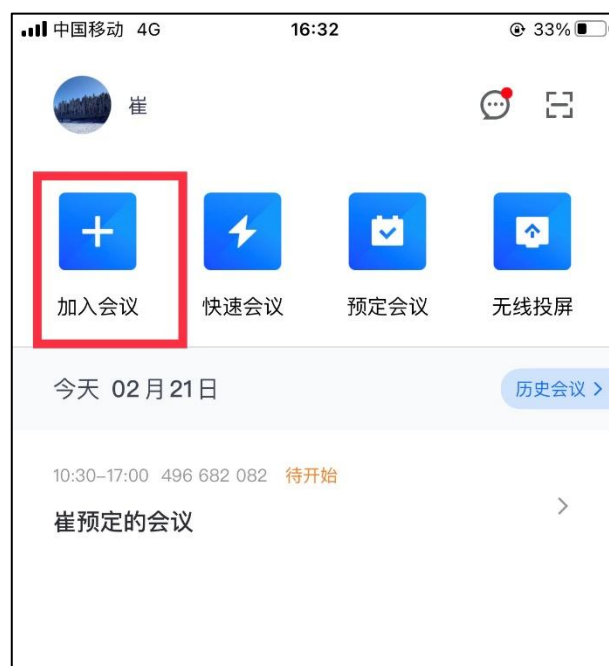 中国移动 4G 16:32 33%
崔
加入会议 快速会议 预定会议 无线投屏
今天 02月21日 历史会议
10:30-17:00 496 682 082 待开始
崔预定的会议